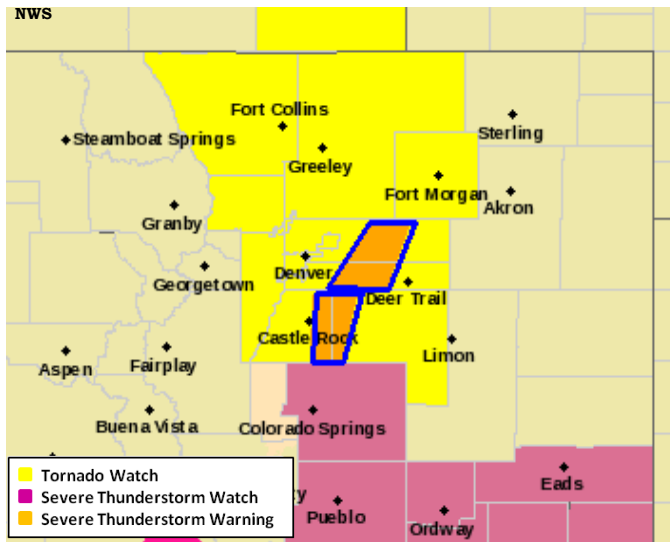 NWS
Fort Collins
Steamboat Springs
Sterling
Greeley
Fort Morgan
Akron
Granby
Denver
Georgetown
Deer Trail
Castle Rock
Limon
Aspen
Fairplay
Buena Vista
Colorado Springs
Tornado Watch
Severe Thunderstorm Watch
Severe Thunderstorm Warning
Eads
Pueblo
Ordway